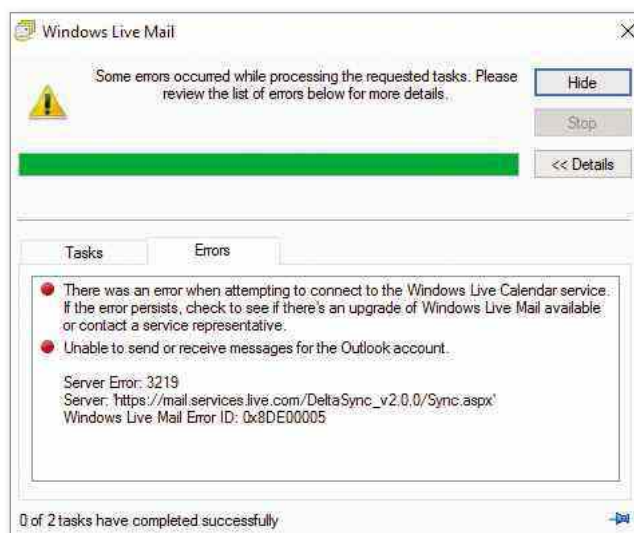 Windows Live Mail
Some errors occurred while processing the requested tasks. Please
review the list of errors below for more details.
Hide
Stop
<< Details
Tasks
Errors
There was an error when attempting to connect to the Windows Live Calendar service.
If the error persists, check to see if there's an upgrade of Windows Live Mail available
or contact a service representative.
Unable to send or receive messages for the Outlook account.
Server Error: 3219
Server: 'https://mail.services.live.com/DeltaSync_v2.0.0/Sync.aspx'
Windows Live Mail Error ID: 0x8DE00005
0 of 2 tasks have completed successfully